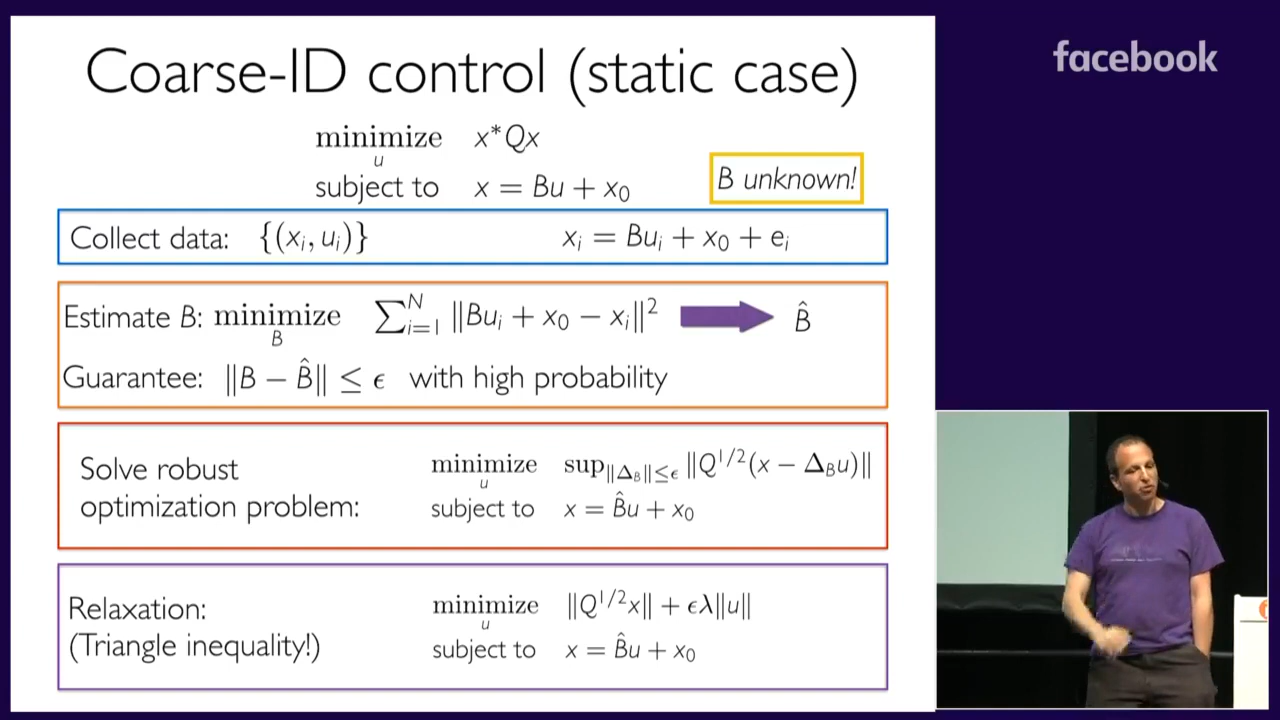 Coarse-ID control (static case)
facebook
minimize x*Qx
u
subject to x = Bu + x₀
B unknown!
Collect data: {(xᵢ, uᵢ)} xᵢ = Buᵢ + x₀ + eᵢ
Estimate B: minimize ∑ᵢ₌₁ᴺ ‖Buᵢ + x₀ − xᵢ‖² B̂
B
Guarantee: ‖B − B̂‖ ≤ ϵ with high probability
Solve robust
optimization problem:
minimize sup_{‖Δ_B‖≤ϵ} ‖Q^{1/2}(x − Δ_B u)‖
u
subject to x = B̂u + x₀
Relaxation:
(Triangle inequality!)
minimize ‖Q^{1/2}x‖ + ϵλ‖u‖
u
subject to x = B̂u + x₀